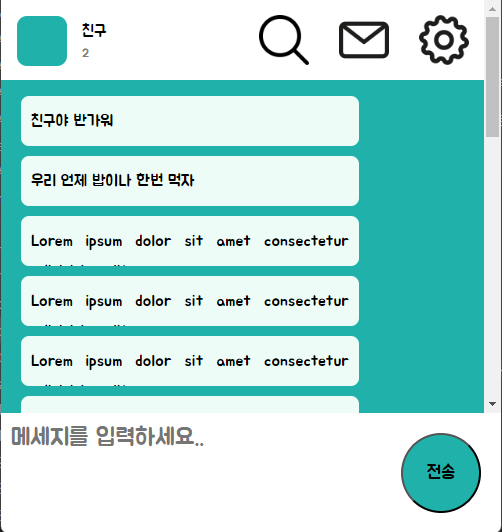 친구
2
친구야 반가워
우리 언제 밥이나 한번 먹자
Lorem ipsum dolor sit amet consectetur
Lorem ipsum dolor sit amet consectetur
Lorem ipsum dolor sit amet consectetur
메세지를 입력하세요..
전송